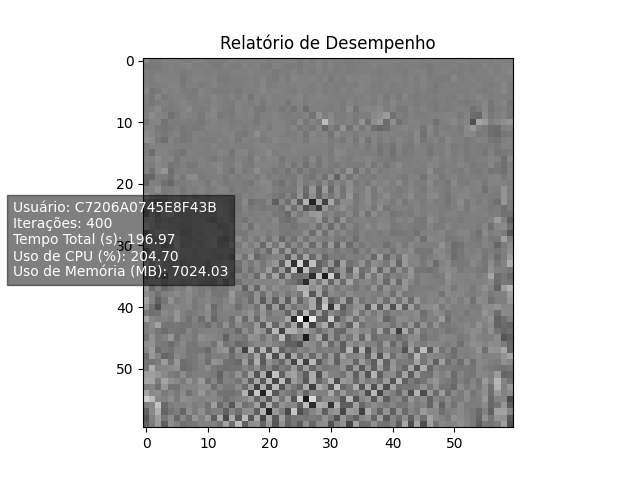 Relatório de Desempenho
0
10
20
30
40
50
Usuário: C7206A0745E8F43B
Iterações: 400
Tempo Total (s): 196.97
Uso de CPU (%): 204.70
Uso de Memória (MB): 7024.03
0 10 20 30 40 50